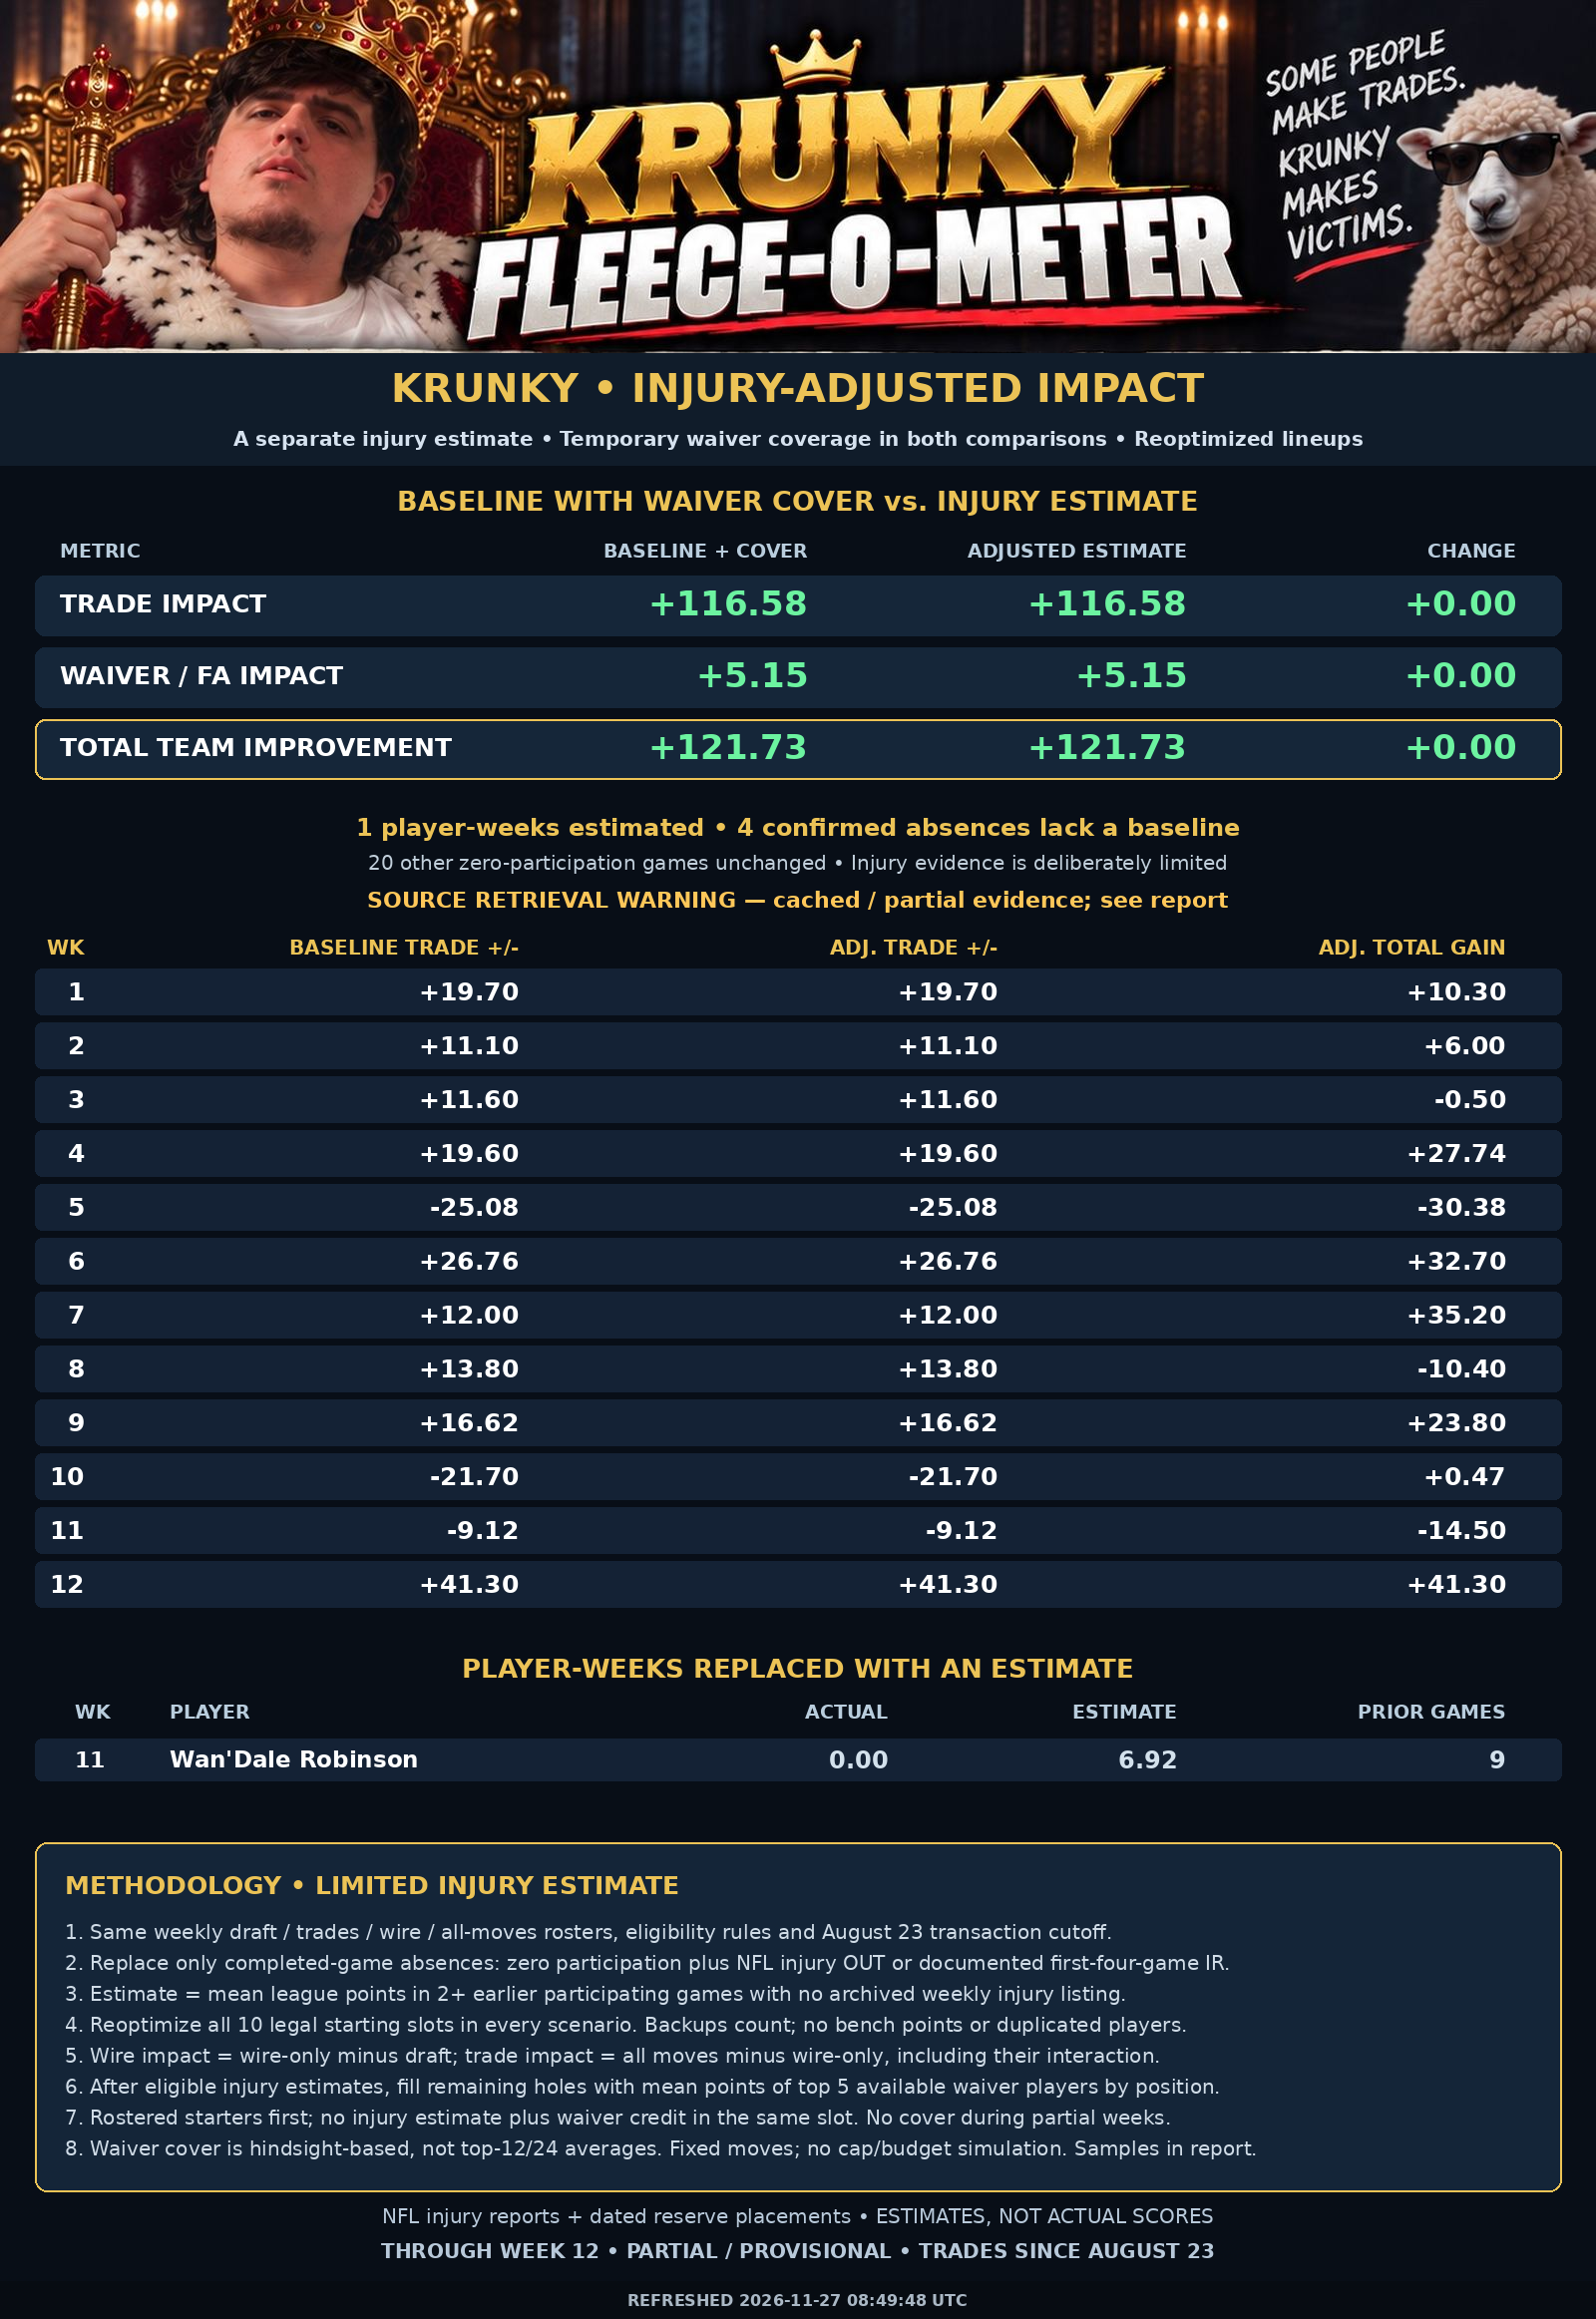 KRUNKY
FLEECE-O-METER
SOME PEOPLE
MAKE TRADES.
KRUNKY
MAKES
VICTIMS.
KRUNKY • INJURY-ADJUSTED IMPACT
A separate injury estimate • Temporary waiver coverage in both comparisons • Reoptimized lineups
BASELINE WITH WAIVER COVER vs. INJURY ESTIMATE
METRIC BASELINE + COVER ADJUSTED ESTIMATE CHANGE
TRADE IMPACT +116.58 +116.58 +0.00
WAIVER / FA IMPACT +5.15 +5.15 +0.00
TOTAL TEAM IMPROVEMENT +121.73 +121.73 +0.00
1 player-weeks estimated • 4 confirmed absences lack a baseline
20 other zero-participation games unchanged • Injury evidence is deliberately limited
SOURCE RETRIEVAL WARNING — cached / partial evidence; see report
WK BASELINE TRADE +/- ADJ. TRADE +/- ADJ. TOTAL GAIN
1 +19.70 +19.70 +10.30
2 +11.10 +11.10 +6.00
3 +11.60 +11.60 -0.50
4 +19.60 +19.60 +27.74
5 -25.08 -25.08 -30.38
6 +26.76 +26.76 +32.70
7 +12.00 +12.00 +35.20
8 +13.80 +13.80 -10.40
9 +16.62 +16.62 +23.80
10 -21.70 -21.70 +0.47
11 -9.12 -9.12 -14.50
12 +41.30 +41.30 +41.30
PLAYER-WEEKS REPLACED WITH AN ESTIMATE
WK PLAYER ACTUAL ESTIMATE PRIOR GAMES
11 Wan'Dale Robinson 0.00 6.92 9
METHODOLOGY • LIMITED INJURY ESTIMATE
1. Same weekly draft / trades / wire / all-moves rosters, eligibility rules and August 23 transaction cutoff.
2. Replace only completed-game absences: zero participation plus NFL injury OUT or documented first-four-game IR.
3. Estimate = mean league points in 2+ earlier participating games with no archived weekly injury listing.
4. Reoptimize all 10 legal starting slots in every scenario. Backups count; no bench points or duplicated players.
5. Wire impact = wire-only minus draft; trade impact = all moves minus wire-only, including their interaction.
6. After eligible injury estimates, fill remaining holes with mean points of top 5 available waiver players by position.
7. Rostered starters first; no injury estimate plus waiver credit in the same slot. No cover during partial weeks.
8. Waiver cover is hindsight-based, not top-12/24 averages. Fixed moves; no cap/budget simulation. Samples in report.
NFL injury reports + dated reserve placements • ESTIMATES, NOT ACTUAL SCORES
THROUGH WEEK 12 • PARTIAL / PROVISIONAL • TRADES SINCE AUGUST 23
REFRESHED 2026-11-27 08:49:48 UTC